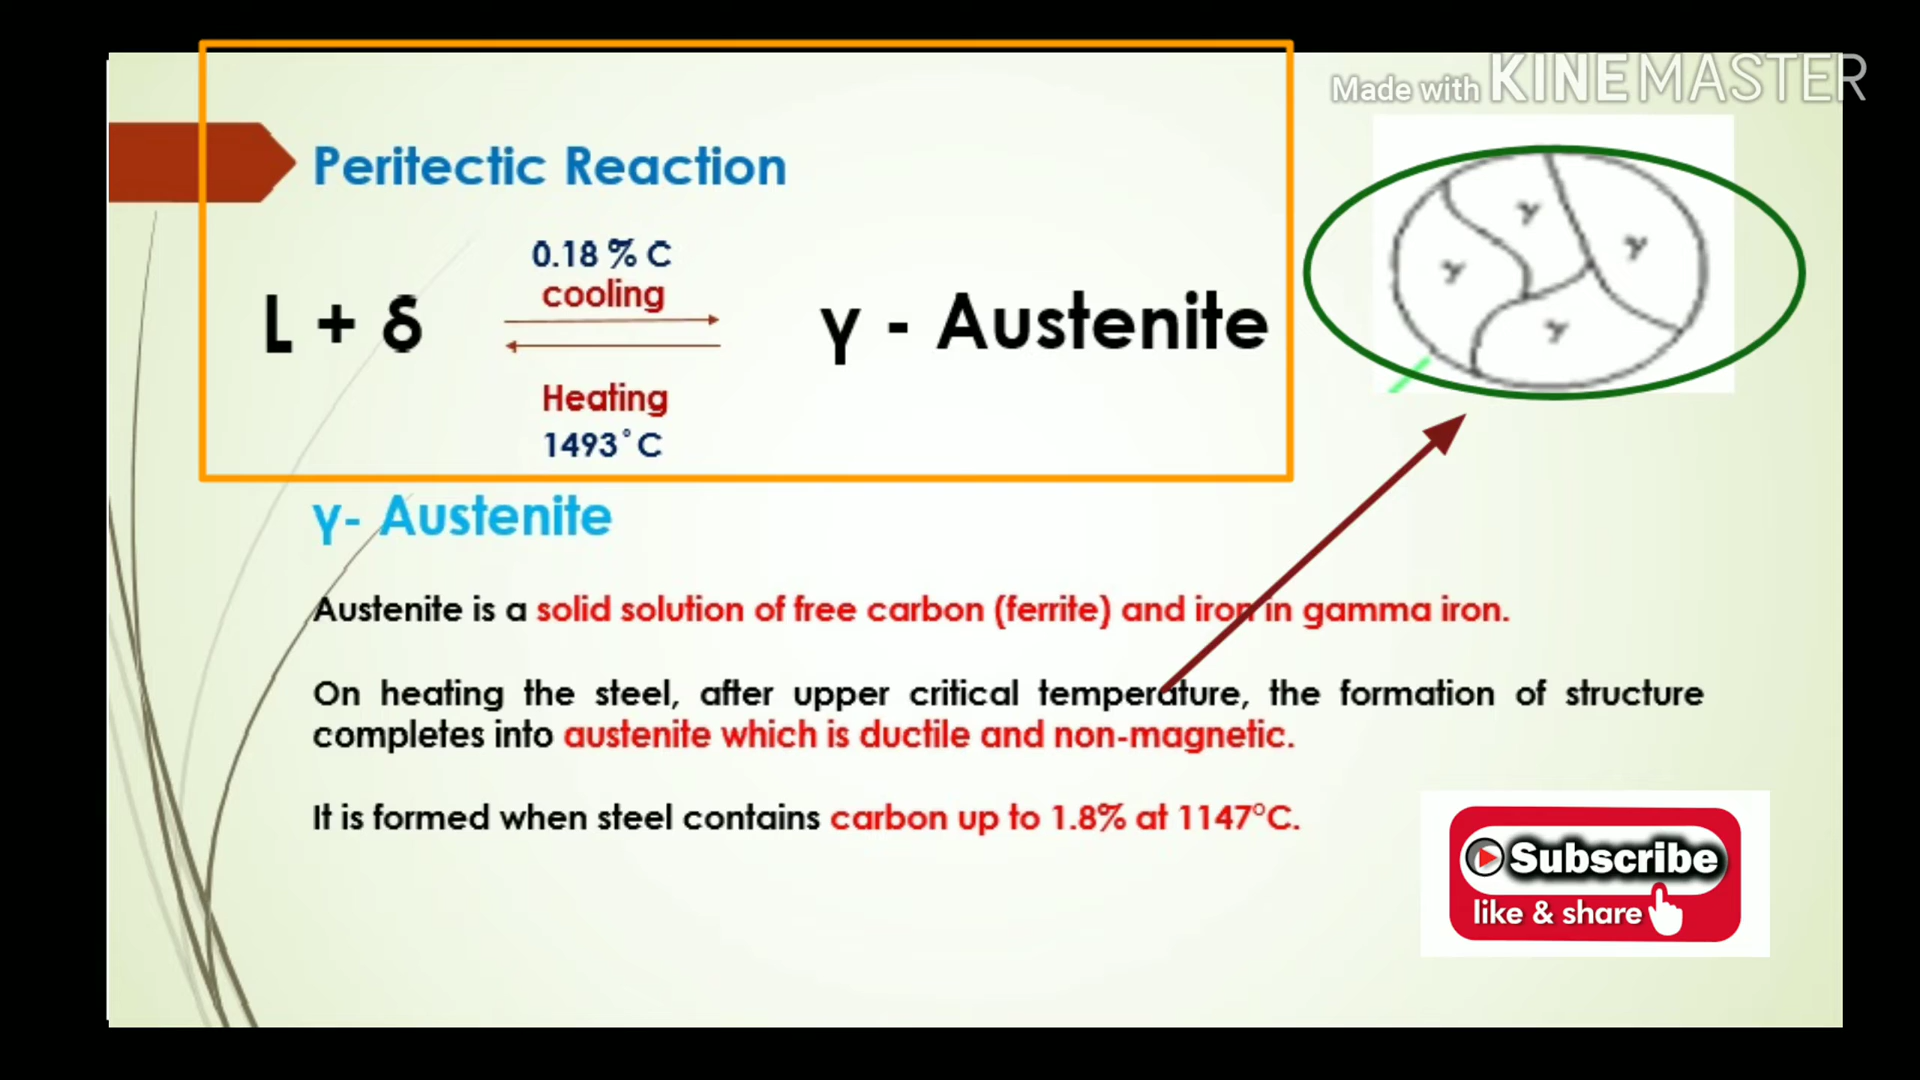 Made with KINEMASTER
Peritectic Reaction
0.18 % C
cooling
L + δ
γ - Austenite
Heating
1493°C
γ
γ
γ
γ
γ- Austenite
Austenite is a solid solution of free carbon (ferrite) and iron in gamma iron.
On heating the steel, after upper critical temperature, the formation of structure
completes into austenite which is ductile and non-magnetic.
It is formed when steel contains carbon up to 1.8% at 1147°C.
Subscribe
like & share